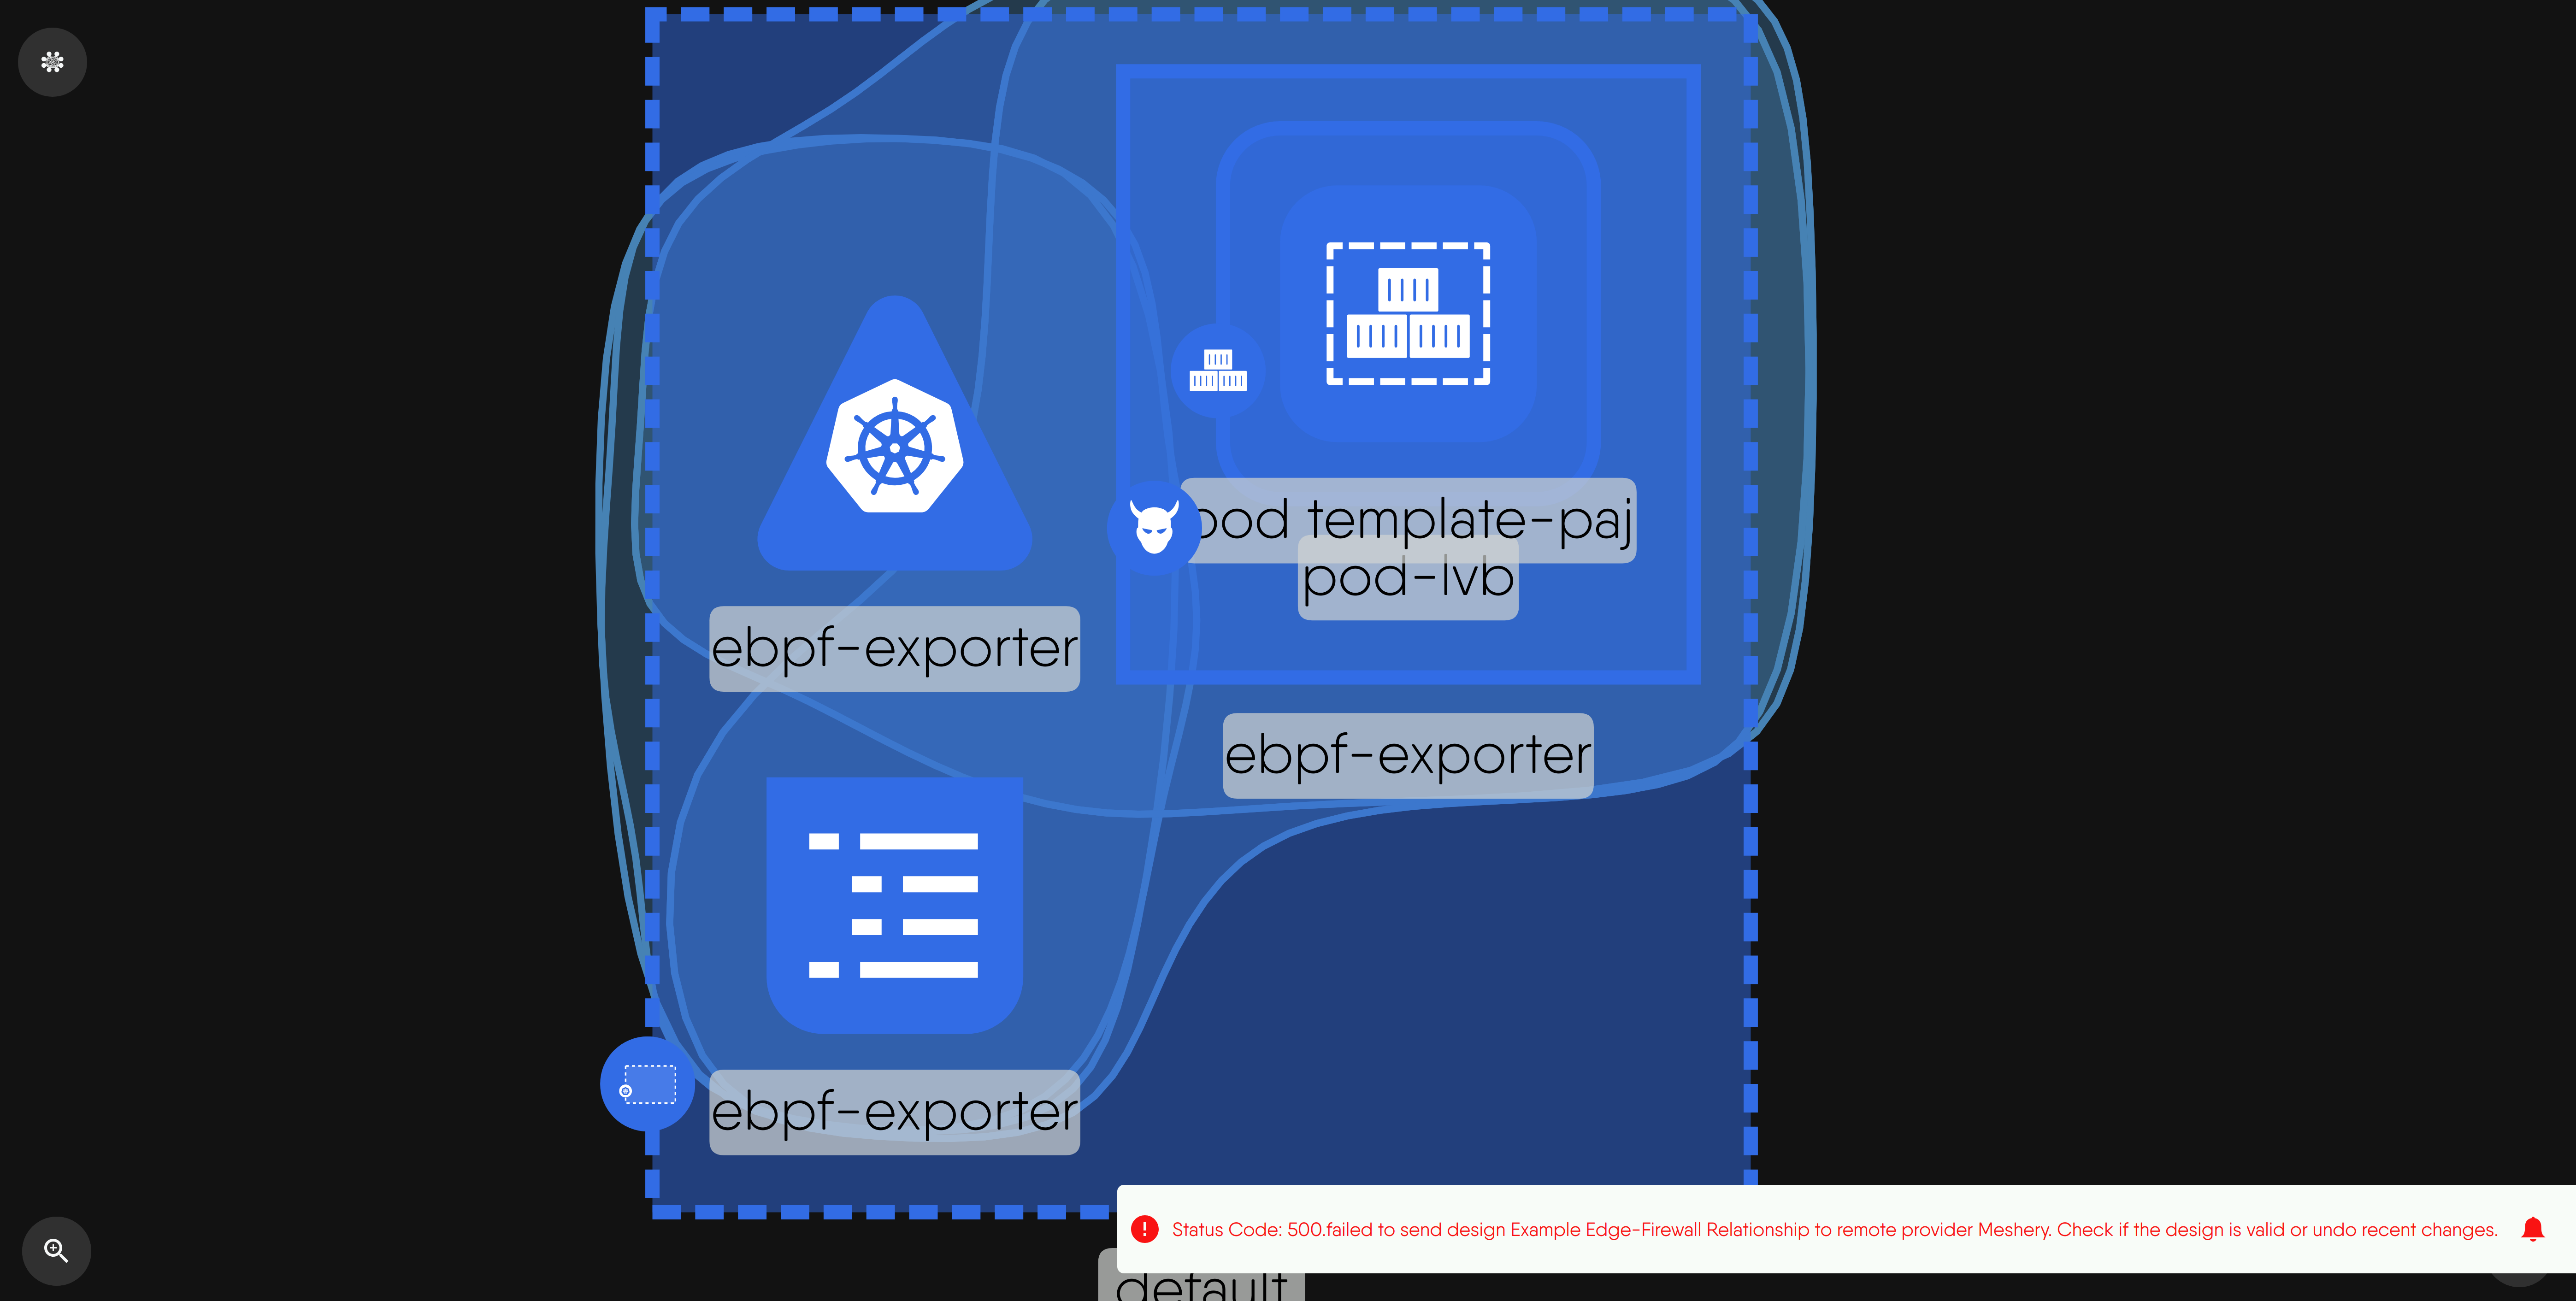 pod template-paj
pod-lvb
ebpf-exporter
ebpf-exporter
ebpf-exporter
Status Code: 500.failed to send design Example Edge-Firewall Relationship to remote provider Meshery. Check if the design is valid or undo recent changes.
default